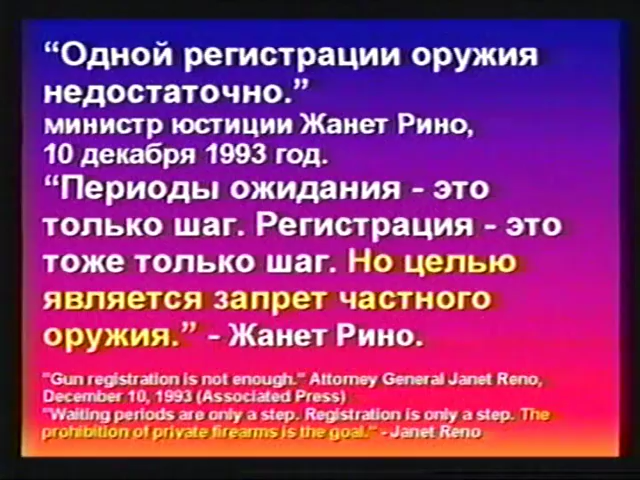 “Одной регистрации оружия
недостаточно.”
министр юстиции Жанет Рино,
10 декабря 1993 год.
“Периоды ожидания - это
только шаг. Регистрация - это
тоже только шаг. Но целью
является запрет частного
оружия.” - Жанет Рино.
"Gun registration is not enough." Attorney General Janet Reno,
December 10, 1993 (Associated Press)
"Waiting periods are only a step. Registration is only a step. The
prohibition of private firearms is the goal." - Janet Reno